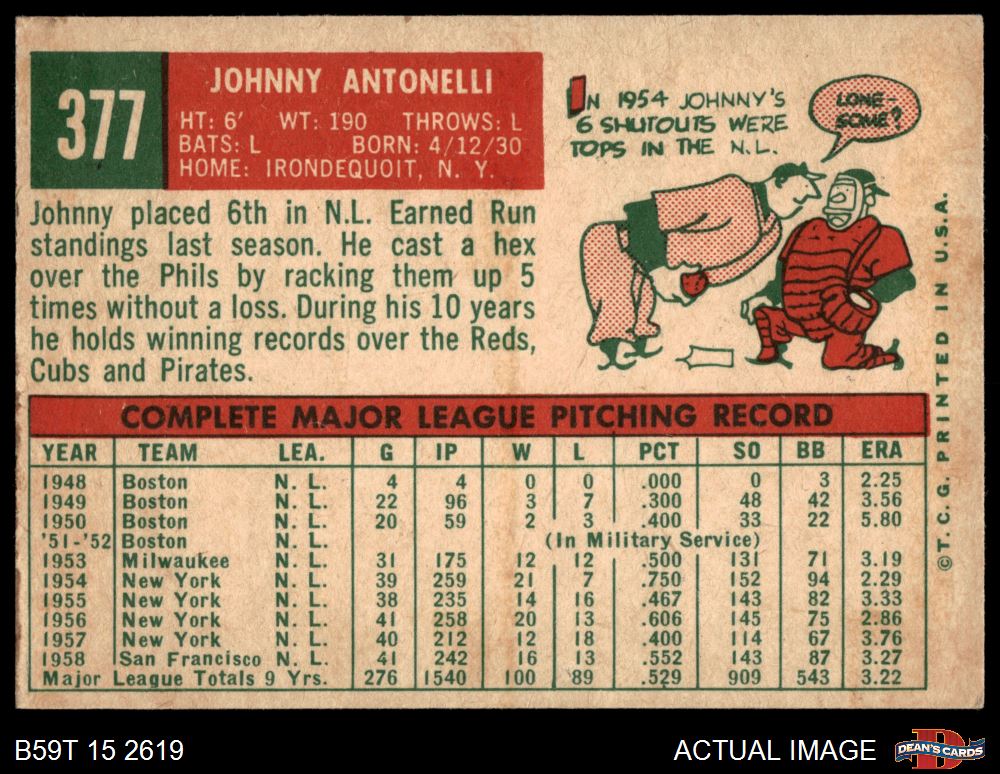 377
JOHNNY ANTONELLI
HT: 6' WT: 190 THROWS: L
BATS: L BORN: 4/12/30
HOME: IRONDEQUOIT, N. Y.
Johnny placed 6th in N.L. Earned Run
standings last season. He cast a hex
over the Phils by racking them up 5
times without a loss. During his 10 years
he holds winning records over the Reds,
Cubs and Pirates.
IN 1954 JOHNNY'S
6 SHUTOUTS WERE
TOPS IN THE N.L.
LONE-
SOME?
COMPLETE MAJOR LEAGUE PITCHING RECORD
YEAR TEAM LEA. G IP W L PCT SO BB ERA
1948 Boston N. L. 4 4 0 0 .000 0 3 2.25
1949 Boston N. L. 22 96 3 7 .300 48 42 3.56
1950 Boston N. L. 20 59 2 3 .400 33 22 5.80
'51-'52 Boston N. L. (In Military Service)
1953 Milwaukee N. L. 31 175 12 12 .500 131 71 3.19
1954 New York N. L. 39 259 21 7 .750 152 94 2.29
1955 New York N. L. 38 235 14 16 .467 143 82 3.33
1956 New York N. L. 41 258 20 13 .606 145 75 2.86
1957 New York N. L. 40 212 12 18 .400 114 67 3.76
1958 San Francisco N. L. 41 242 16 13 .552 143 87 3.27
Major League Totals 9 Yrs. 276 1540 100 89 .529 909 543 3.22
© T. C. G. PRINTED IN U.S.A.
B59T 15 2619
ACTUAL IMAGE
D
DEAN'S CARDS